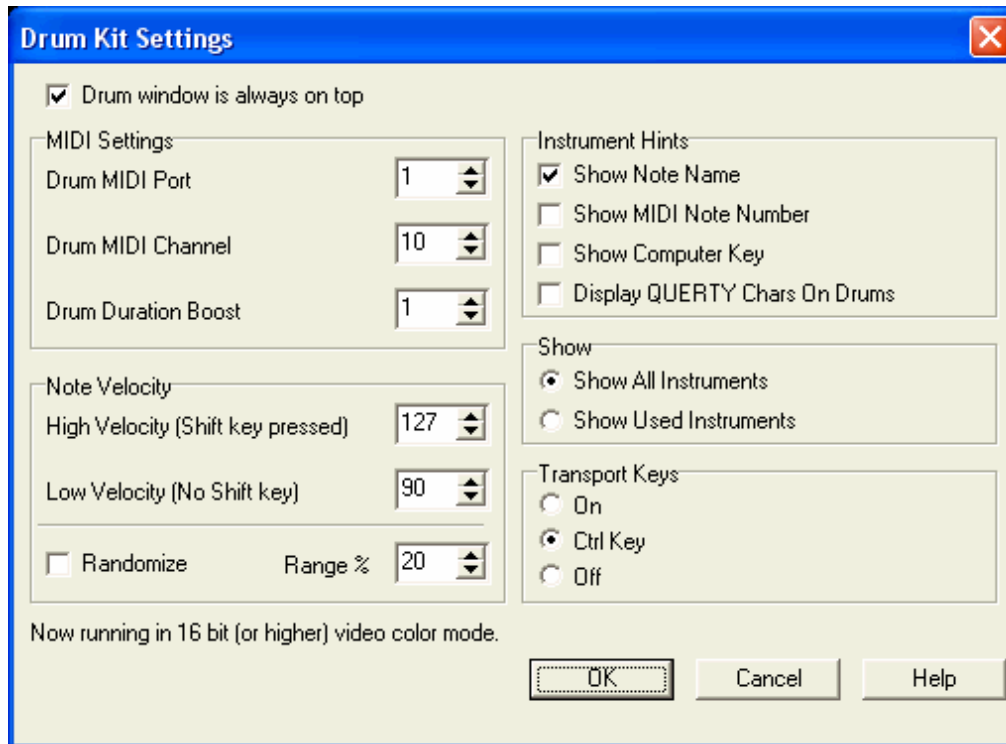 Drum Kit Settings
Drum window is always on top
MIDI Settings
Drum MIDI Port 1
Drum MIDI Channel 10
Drum Duration Boost 1
Note Velocity
High Velocity (Shift key pressed) 127
Low Velocity (No Shift key) 90
Randomize Range % 20
Instrument Hints
Show Note Name
Show MIDI Note Number
Show Computer Key
Display QUERTY Chars On Drums
Show
Show All Instruments
Show Used Instruments
Transport Keys
On
Ctrl Key
Off
Now running in 16 bit (or higher) video color mode.
OK Cancel Help